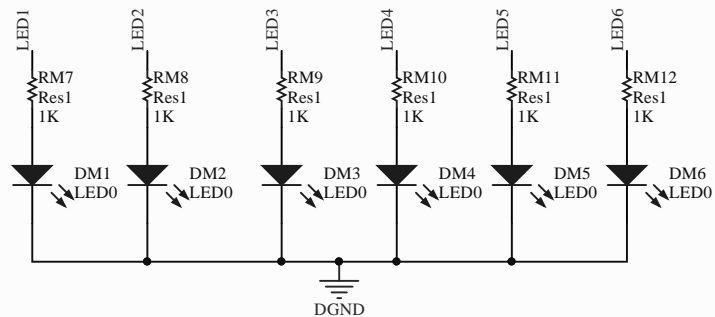 LED1
LED2
LED3
LED4
LED5
LED6
RM7
Res1
1K
RM8
Res1
1K
RM9
Res1
1K
RM10
Res1
1K
RM11
Res1
1K
RM12
Res1
1K
DM1
LED0
DM2
LED0
DM3
LED0
DM4
LED0
DM5
LED0
DM6
LED0
DGND